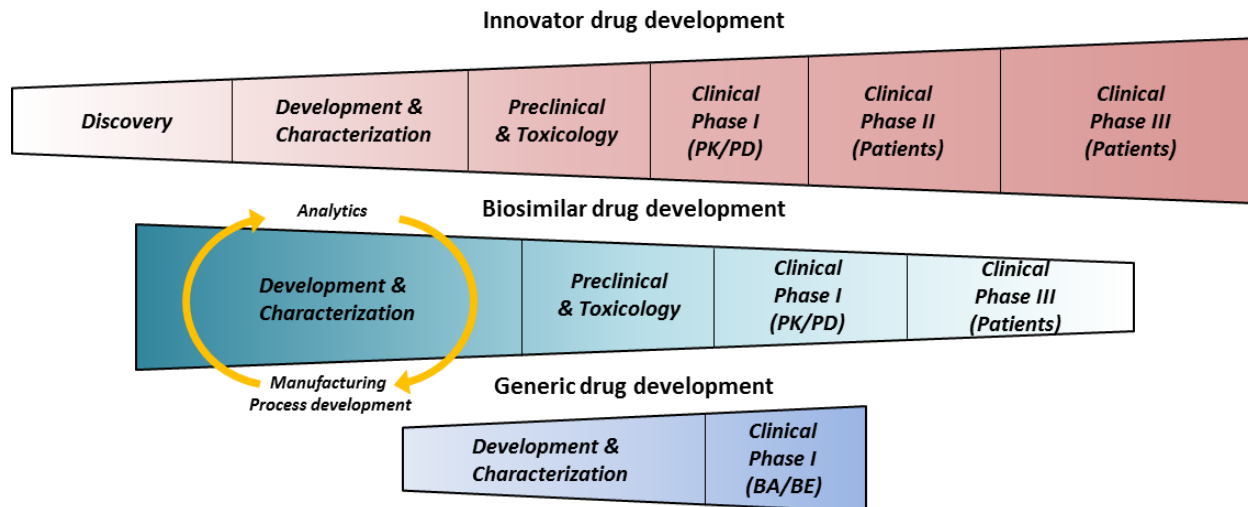 Innovator drug development
Discovery
Development &
Characterization
Preclinical
& Toxicology
Clinical
Phase I
(PK/PD)
Clinical
Phase II
(Patients)
Clinical
Phase III
(Patients)
Biosimilar drug development
Analytics
Development &
Characterization
Manufacturing
Process development
Preclinical
& Toxicology
Clinical
Phase I
(PK/PD)
Clinical
Phase III
(Patients)
Generic drug development
Development &
Characterization
Clinical
Phase I
(BA/BE)